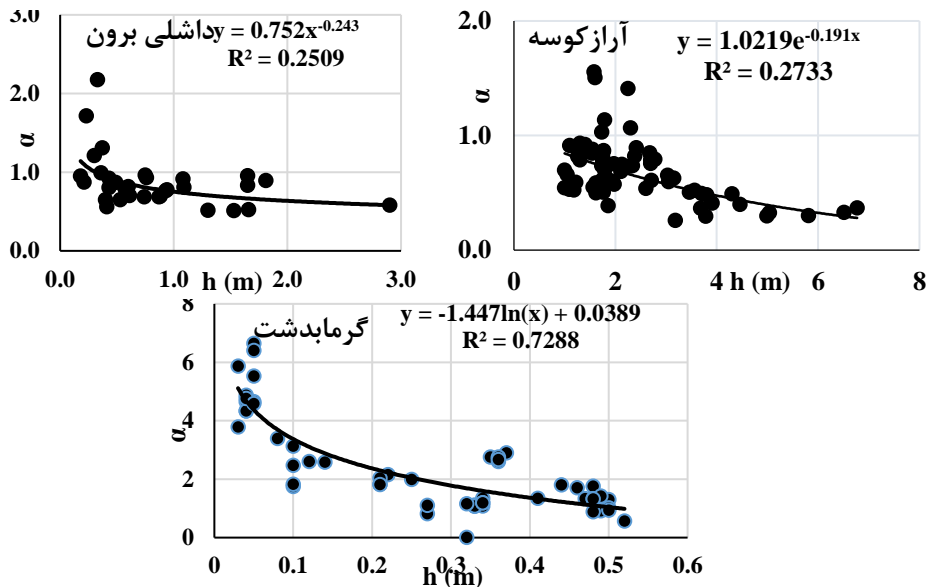 داشلی برون
y = 0.752x^-0.243
R² = 0.2509
3.0
2.0
1.0
0.0
α
0.0
1.0
2.0
3.0
h (m)
آرازکوسه
y = 1.0219e^-0.191x
R² = 0.2733
2.0
1.0
0.0
α
0
2
4
6
8
h (m)
گرمابدشت
y = -1.447ln(x) + 0.0389
R² = 0.7288
8
6
4
2
0
α
0
0.1
0.2
0.3
0.4
0.5
0.6
h (m)